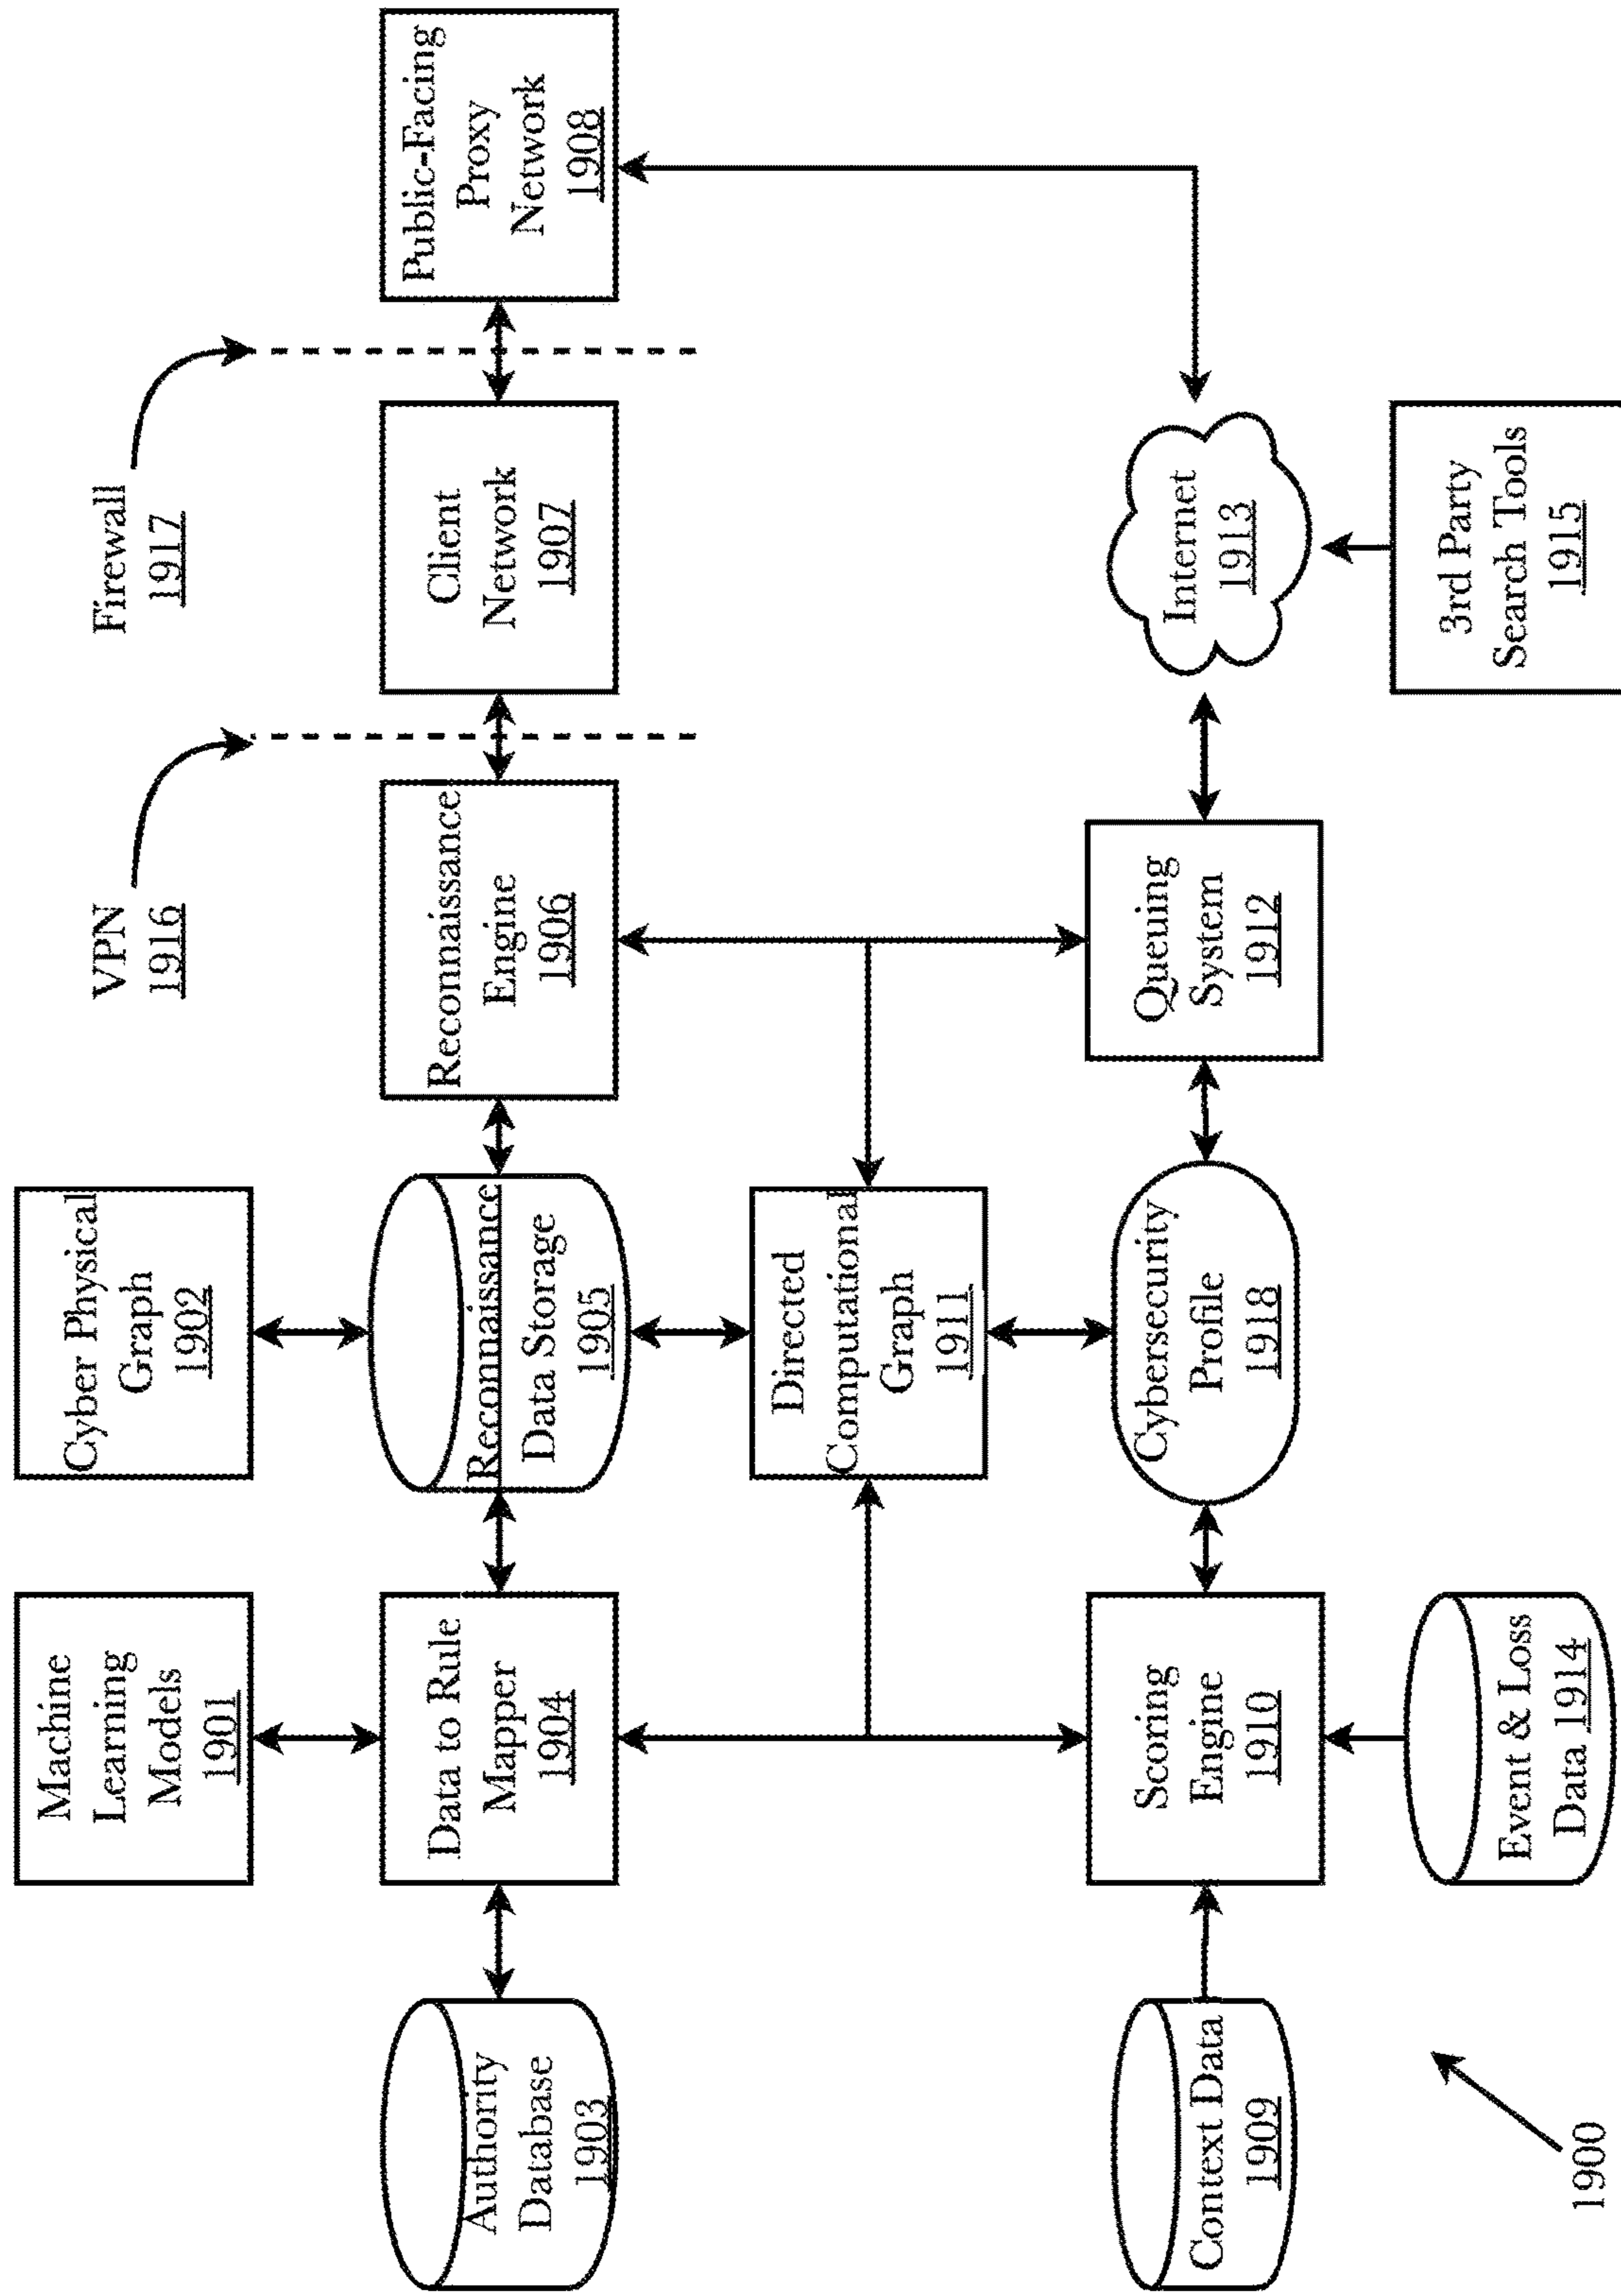 Machine
Learning
Models
1901
Cyber Physical
Graph
1902
VPN
1916
Firewall
1917
Authority
Database
1903
Data to Rule
Mapper
1904
Reconnaissance
Data Storage
1905
Reconnaissance
Engine
1906
Client
Network
1907
Public-Facing
Proxy
Network
1908
Directed
Computational
Graph
1911
Context Data
1909
Scoring
Engine
1910
Cybersecurity
Profile
1918
Queuing
System
1912
Internet
1913
Event & Loss
Data 1914
3rd Party
Search Tools
1915
1900